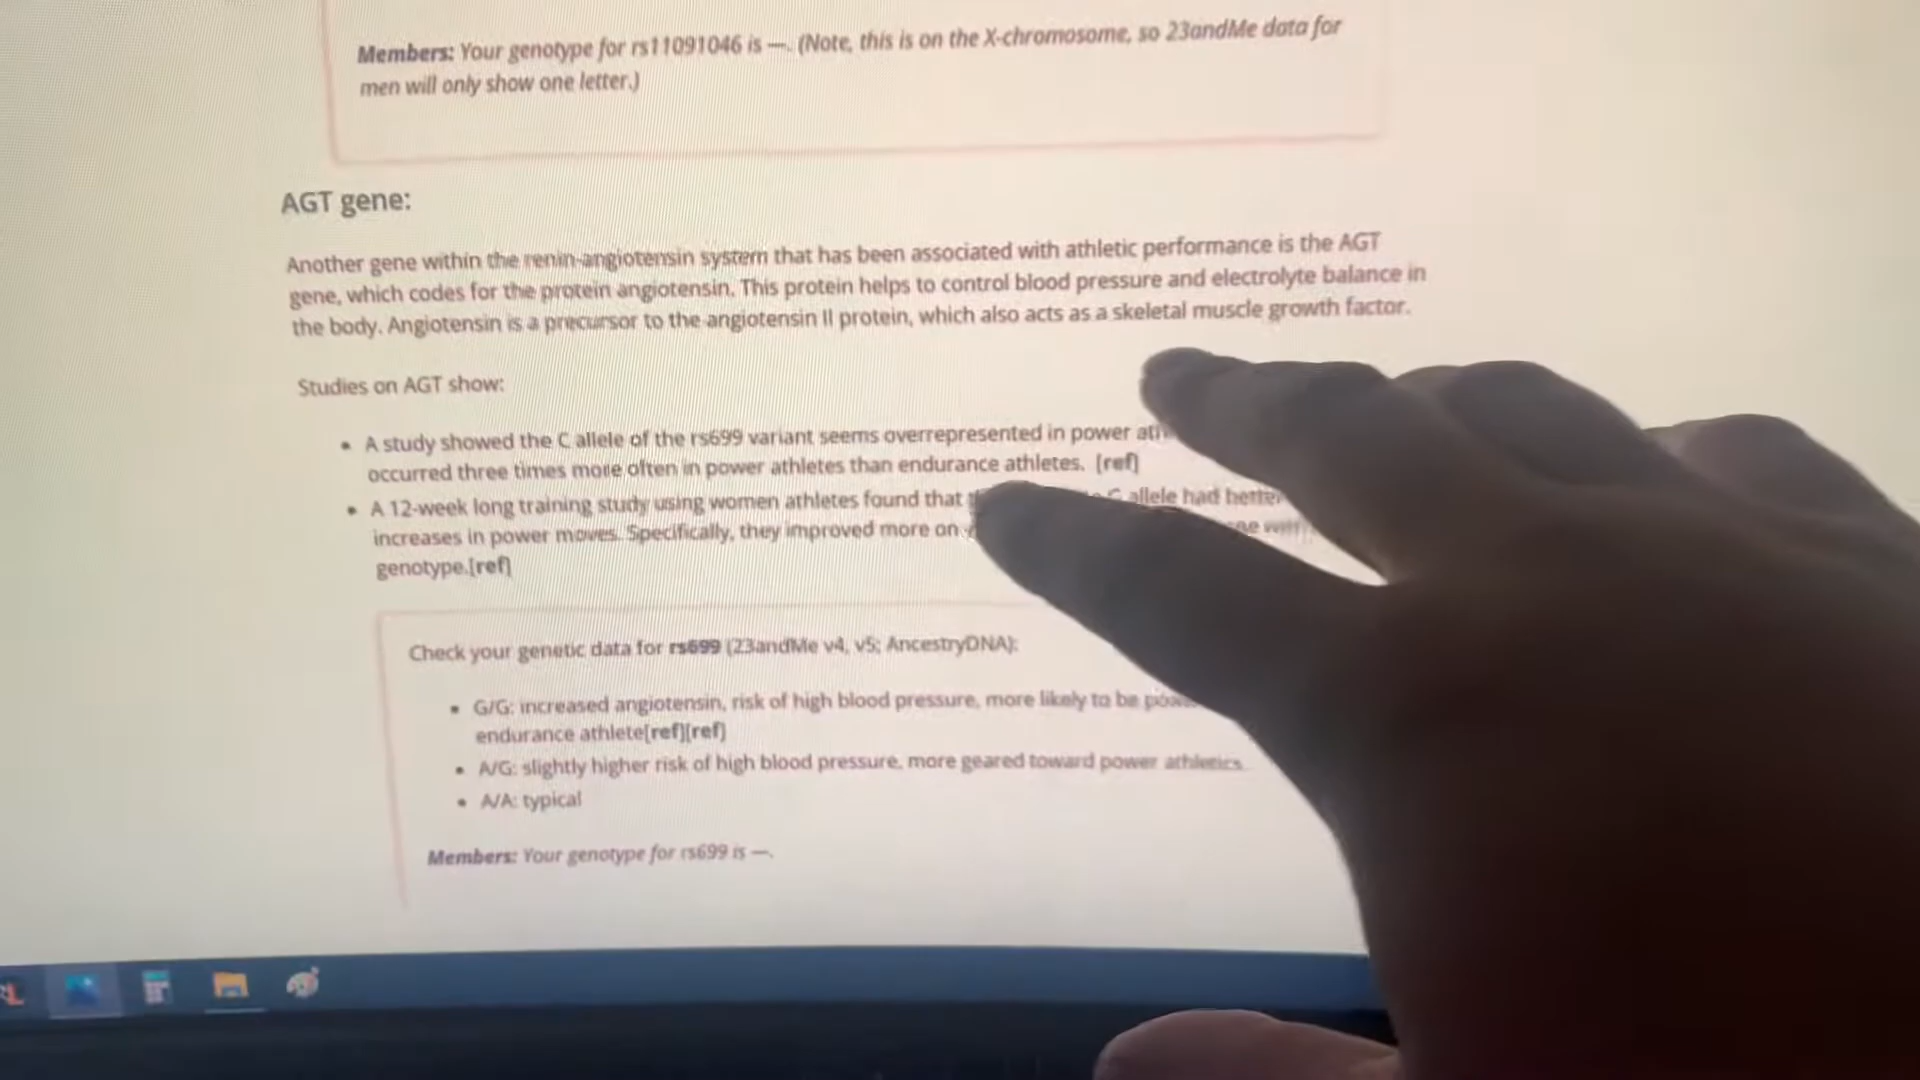 Members: Your genotype for rs11091046 is —. (Note, this is on the X-chromosome, so 23andMe data for
men will only show one letter.)
AGT gene:
Another gene within the renin-angiotensin system that has been associated with athletic performance is the AGT
gene, which codes for the protein angiotensin. This protein helps to control blood pressure and electrolyte balance in
the body. Angiotensin is a precursor to the angiotensin II protein, which also acts as a skeletal muscle growth factor.
Studies on AGT show:
• A study showed the C allele of the rs699 variant seems overrepresented in power
occurred three times more often in power athletes than endurance athletes. [ref]
• A 12-week long training study using women athletes found that C allele had better
increases in power moves. Specifically, they improved more on
genotype.[ref]
Check your genetic data for rs699 (23andMe v4, v5; AncestryDNA):
• G/G: increased angiotensin, risk of high blood pressure, more likely to be
endurance athlete[ref][ref]
• A/G: slightly higher risk of high blood pressure, more geared toward power athletics
• A/A: typical
Members: Your genotype for rs699 is —.